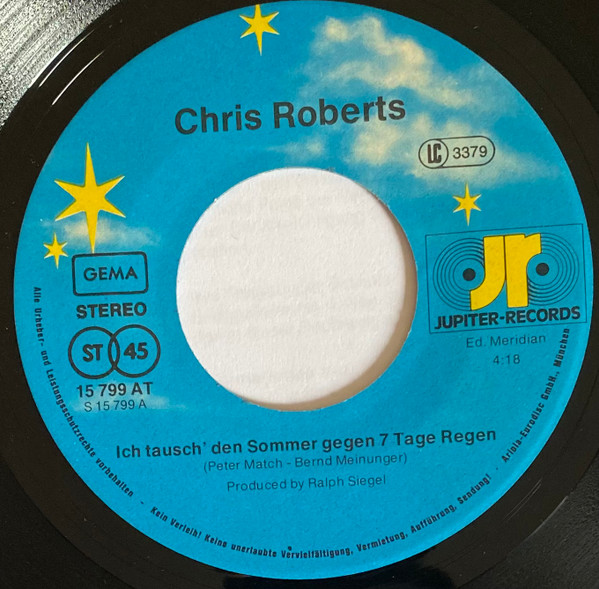 Chris Roberts
LC 3379
GEMA
STEREO
ST 45
15 799 AT
S 15 799 A
jr
JUPITER-RECORDS
Ed. Meridian
4:18
Ich tausch' den Sommer gegen 7 Tage Regen
(Peter Match - Bernd Meinunger)
Produced by Ralph Siegel
Alle Urheber- und Leistungsschutzrechte vorbehalten - Kein Verleih! Keine unerlaubte Vervielfältigung, Vermietung, Aufführung, Sendung! · Ariola-Eurodisc GmbH., München